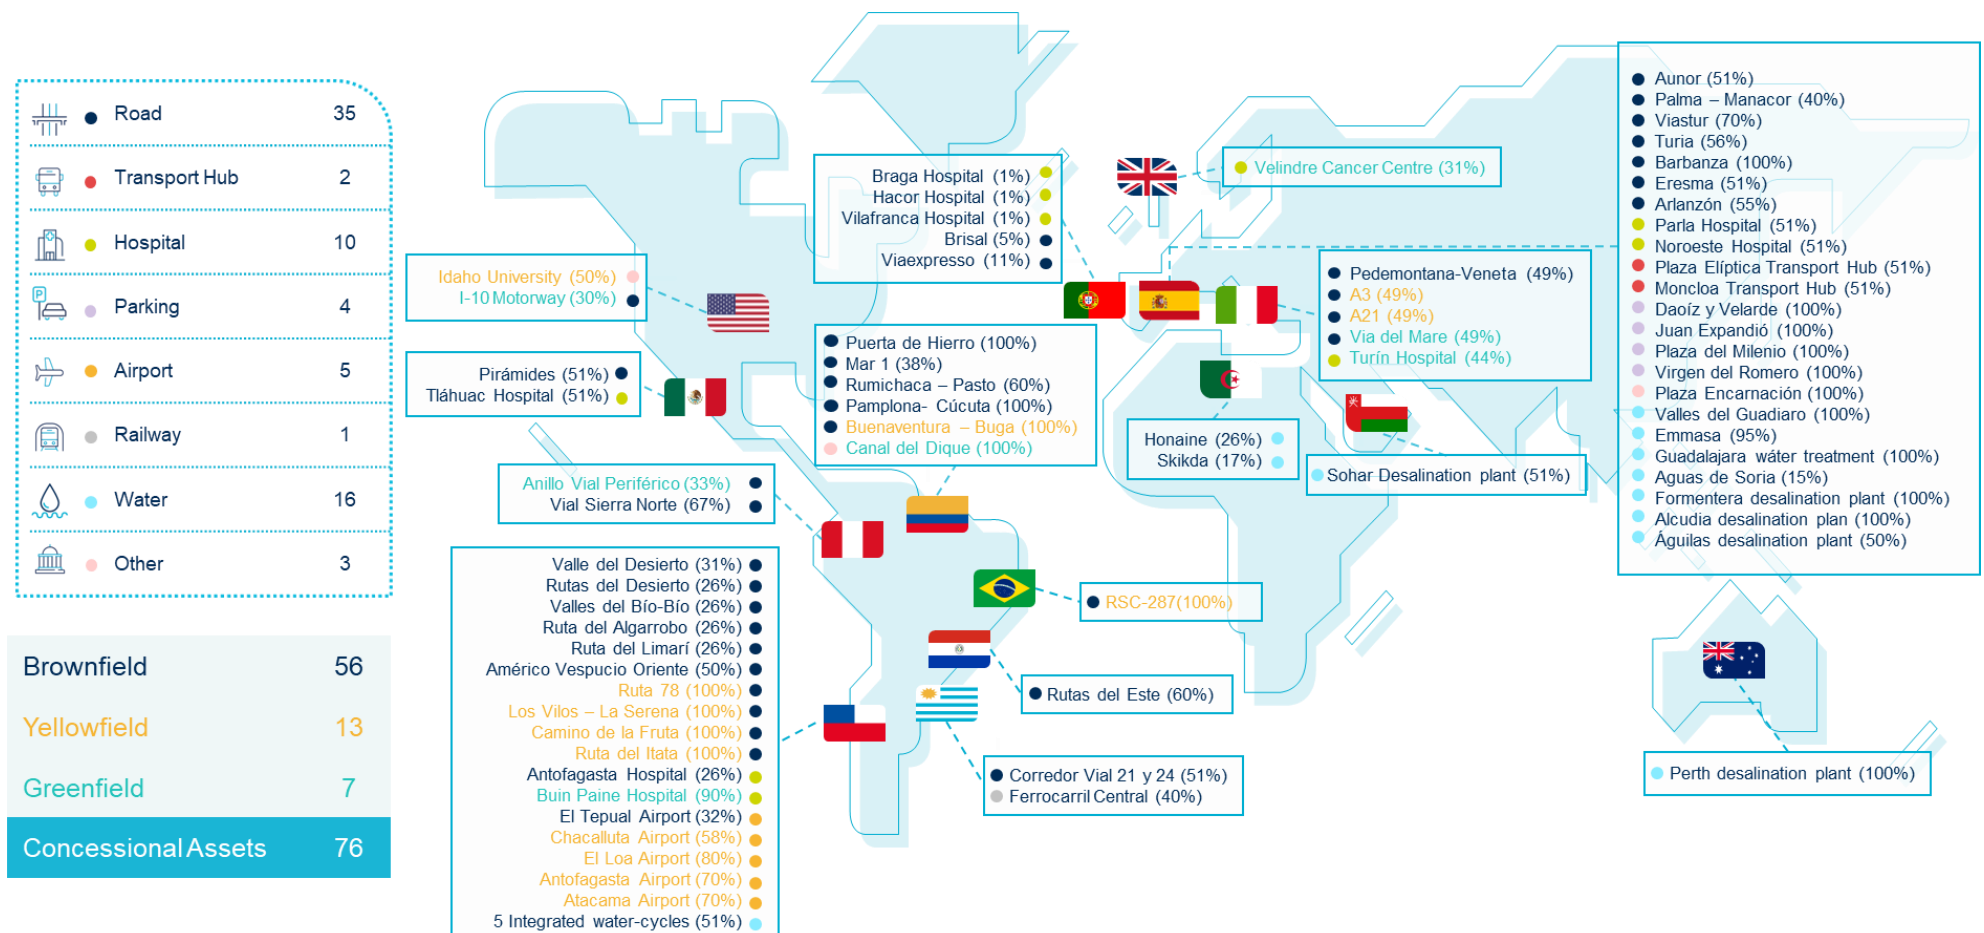 Road 35
Transport Hub 2
Hospital 10
P
Parking 4
Airport 5
Railway 1
Water 16
Other 3
Brownfield 56
Yellowfield 13
Greenfield 7
Concessional Assets 76
Idaho University (50%)
I-10 Motorway (30%)
Pirámides (51%)
Tláhuac Hospital (51%)
Anillo Vial Periférico (33%)
Vial Sierra Norte (67%)
Valle del Desierto (31%)
Rutas del Desierto (26%)
Valles del Bío-Bío (26%)
Ruta del Algarrobo (26%)
Ruta del Limarí (26%)
Américo Vespucio Oriente (50%)
Ruta 78 (100%)
Los Vilos – La Serena (100%)
Camino de la Fruta (100%)
Ruta del Itata (100%)
Antofagasta Hospital (26%)
Buin Paine Hospital (90%)
El Tepual Airport (32%)
Chacalluta Airport (58%)
El Loa Airport (80%)
Antofagasta Airport (70%)
Atacama Airport (70%)
5 Integrated water-cycles (51%)
Braga Hospital (1%)
Hacor Hospital (1%)
Vilafranca Hospital (1%)
Brisal (5%)
Viaexpresso (11%)
Puerta de Hierro (100%)
Mar 1 (38%)
Rumichaca – Pasto (60%)
Pamplona- Cúcuta (100%)
Buenaventura – Buga (100%)
Canal del Dique (100%)
RSC-287(100%)
Rutas del Este (60%)
Corredor Vial 21 y 24 (51%)
Ferrocarril Central (40%)
Velindre Cancer Centre (31%)
Pedemontana-Veneta (49%)
A3 (49%)
A21 (49%)
Via del Mare (49%)
Turín Hospital (44%)
Honaine (26%)
Skikda (17%)
Sohar Desalination plant (51%)
Aunor (51%)
Palma – Manacor (40%)
Viastur (70%)
Turia (56%)
Barbanza (100%)
Eresma (51%)
Arlanzón (55%)
Parla Hospital (51%)
Noroeste Hospital (51%)
Plaza Elíptica Transport Hub (51%)
Moncloa Transport Hub (51%)
Daoíz y Velarde (100%)
Juan Expandió (100%)
Plaza del Milenio (100%)
Virgen del Romero (100%)
Plaza Encarnación (100%)
Valles del Guadiaro (100%)
Emmasa (95%)
Guadalajara wáter treatment (100%)
Aguas de Soria (15%)
Formentera desalination plant (100%)
Alcudia desalination plan (100%)
Águilas desalination plant (50%)
Perth desalination plant (100%)